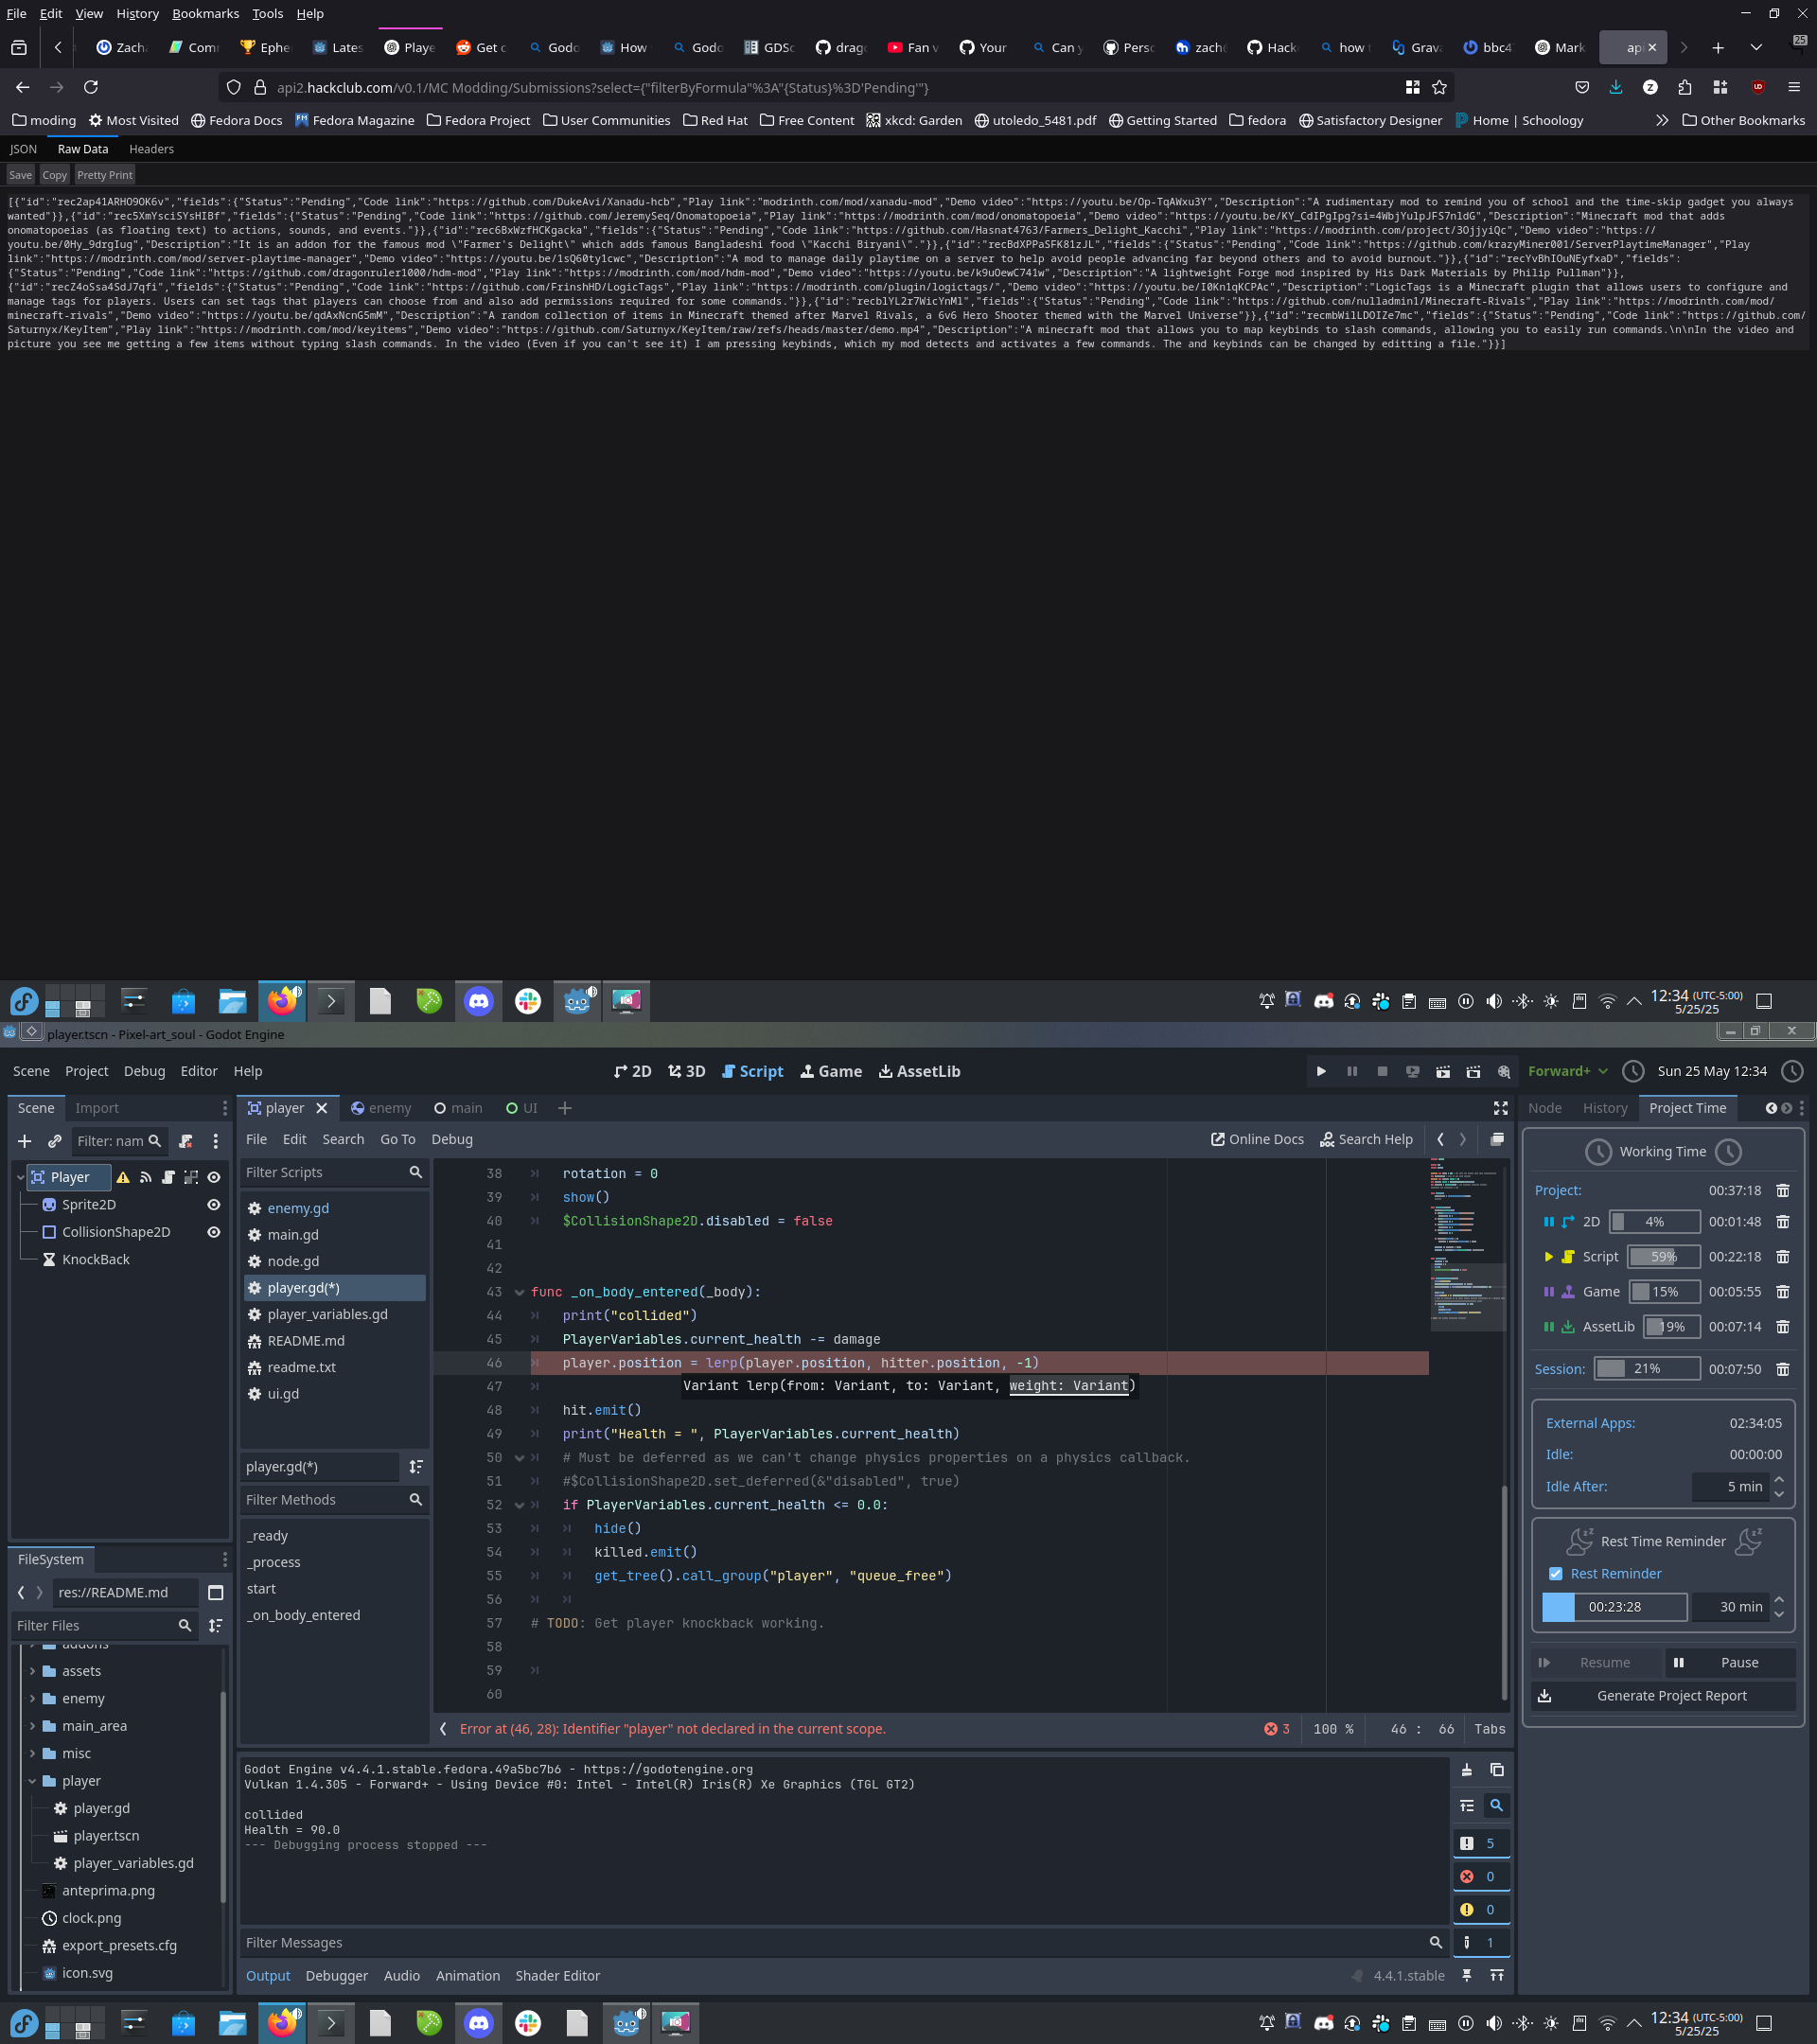 File Edit View History Bookmarks Tools Help
Zach Com Ephe Lates Playe Get c Godo How Godo GDSc drag Fan v Your Can y Perso zach Hack how t Grav bbc4 Mark ap 25
api2.hackclub.com/v0.1/MC Modding/Submissions?select={"filterByFormula"%3A"{Status}%3D'Pending'"}
moding Most Visited Fedora Docs Fedora Magazine Fedora Project User Communities Red Hat Free Content xkcd: Garden utoledo_5481.pdf Getting Started fedora Satisfactory Designer Home | Schoology Other Bookmarks
JSON Raw Data Headers
Save Copy Pretty Print
[{"id":"rec2ap41ARHO9OK6v","fields":{"Status":"Pending","Code link":"https://github.com/DukeAvi/Xanadu-hcb","Play link":"modrinth.com/mod/xanadu-mod","Demo video":"https://youtu.be/Op-TqAWxu3Y","Description":"A rudimentary mod to remind you of school and the time-skip gadget you always
wanted"}},{"id":"rec5XmYsciSYsHIBf","fields":{"Status":"Pending","Code link":"https://github.com/JeremySeq/Onomatopoeia","Play link":"https://modrinth.com/mod/onomatopoeia","Demo video":"https://youtu.be/KY_CdIPgIpg?si=4WbjYulpJFS7nldG","Description":"Minecraft mod that adds
onomatopoeias (as floating text) to actions, sounds, and events."}},{"id":"rec6BxWzfHCKgacka","fields":{"Status":"Pending","Code link":"https://github.com/Hasnat4763/Farmers_Delight_Kacchi","Play link":"https://modrinth.com/project/3OjjyiQc","Demo video":"https://
youtu.be/0Hy_9drgIug","Description":"It is an addon for the famous mod \"Farmer's Delight\" which adds famous Bangladeshi food \"Kacchi Biryani\"."}},{"id":"recBdXPPaSFK81zJL","fields":{"Status":"Pending","Code link":"https://github.com/krazyMiner001/ServerPlaytimeManager","Play
link":"https://modrinth.com/mod/server-playtime-manager","Demo video":"https://youtu.be/1sQ60ty1cwc","Description":"A mod to manage daily playtime on a server to help avoid people advancing far beyond others and to avoid burnout."}},{"id":"recYvBhIOuNEyfxaD","fields":
{"Status":"Pending","Code link":"https://github.com/dragonruler1000/hdm-mod","Play link":"https://modrinth.com/mod/hdm-mod","Demo video":"https://youtu.be/k9uOewC741w","Description":"A lightweight Forge mod inspired by His Dark Materials by Philip Pullman"}},
{"id":"recZ4oSsa4SdJ7qfi","fields":{"Status":"Pending","Code link":"https://github.com/FrinshHD/LogicTags","Play link":"https://modrinth.com/plugin/logictags/","Demo video":"https://youtu.be/I0Kn1qKCPAc","Description":"LogicTags is a Minecraft plugin that allows users to configure and
manage tags for players. Users can set tags that players can choose from and also add permissions required for some commands."}},{"id":"recblYL2r7WicYnMl","fields":{"Status":"Pending","Code link":"https://github.com/nulladmin1/Minecraft-Rivals","Play link":"https://modrinth.com/mod/
minecraft-rivals","Demo video":"https://youtu.be/qdAxNcnG5mM","Description":"A random collection of items in Minecraft themed after Marvel Rivals, a 6v6 Hero Shooter themed with the Marvel Universe"}},{"id":"recmbWilLDOIZe7mc","fields":{"Status":"Pending","Code link":"https://github.com/
Saturnyx/KeyItem","Play link":"https://modrinth.com/mod/keyitems","Demo video":"https://github.com/Saturnyx/KeyItem/raw/refs/heads/master/demo.mp4","Description":"A minecraft mod that allows you to map keybinds to slash commands, allowing you to easily run commands.\n\nIn the video and
picture you see me getting a few items without typing slash commands. In the video (Even if you can't see it) I am pressing keybinds, which my mod detects and activates a few commands. The and keybinds can be changed by editting a file."}}]
12:34 (UTC-5:00)
5/25/25
player.tscn - Pixel-art_soul - Godot Engine
Scene Project Debug Editor Help 2D 3D Script Game AssetLib Forward+ Sun 25 May 12:34
Scene Import player enemy main UI Node History Project Time
Filter: nam File Edit Search Go To Debug Online Docs Search Help
Player
Sprite2D
CollisionShape2D
KnockBack
Filter Scripts
enemy.gd
main.gd
node.gd
player.gd(*)
player_variables.gd
README.md
readme.txt
ui.gd
player.gd(*)
Filter Methods
_ready
_process
start
_on_body_entered
38 rotation = 0
39 show()
40 $CollisionShape2D.disabled = false
41
42
43 func _on_body_entered(_body):
44 print("collided")
45 PlayerVariables.current_health -= damage
46 player.position = lerp(player.position, hitter.position, -1)
47 Variant lerp(from: Variant, to: Variant, weight: Variant)
48 hit.emit()
49 print("Health = ", PlayerVariables.current_health)
50 # Must be deferred as we can't change physics properties on a physics callback.
51 #$CollisionShape2D.set_deferred(&"disabled", true)
52 if PlayerVariables.current_health <= 0.0:
53 hide()
54 killed.emit()
55 get_tree().call_group("player", "queue_free")
56
57 # TODO: Get player knockback working.
58
59
60
Error at (46, 28): Identifier "player" not declared in the current scope. 3 100 % 46 : 66 Tabs
Working Time
Project: 00:37:18
2D 4% 00:01:48
Script 59% 00:22:18
Game 15% 00:05:55
AssetLib 19% 00:07:14
Session: 21% 00:07:50
External Apps: 02:34:05
Idle: 00:00:00
Idle After: 5 min
Rest Time Reminder
Rest Reminder
00:23:28 30 min
Resume Pause
Generate Project Report
FileSystem
res://README.md
Filter Files
addons
assets
enemy
main_area
misc
player
player.gd
player.tscn
player_variables.gd
anteprima.png
clock.png
export_presets.cfg
icon.svg
Godot Engine v4.4.1.stable.fedora.49a5bc7b6 - https://godotengine.org
Vulkan 1.4.305 - Forward+ - Using Device #0: Intel - Intel(R) Iris(R) Xe Graphics (TGL GT2)
collided
Health = 90.0
--- Debugging process stopped ---
5
0
0
1
Filter Messages
Output Debugger Audio Animation Shader Editor 4.4.1.stable
12:34 (UTC-5:00)
5/25/25